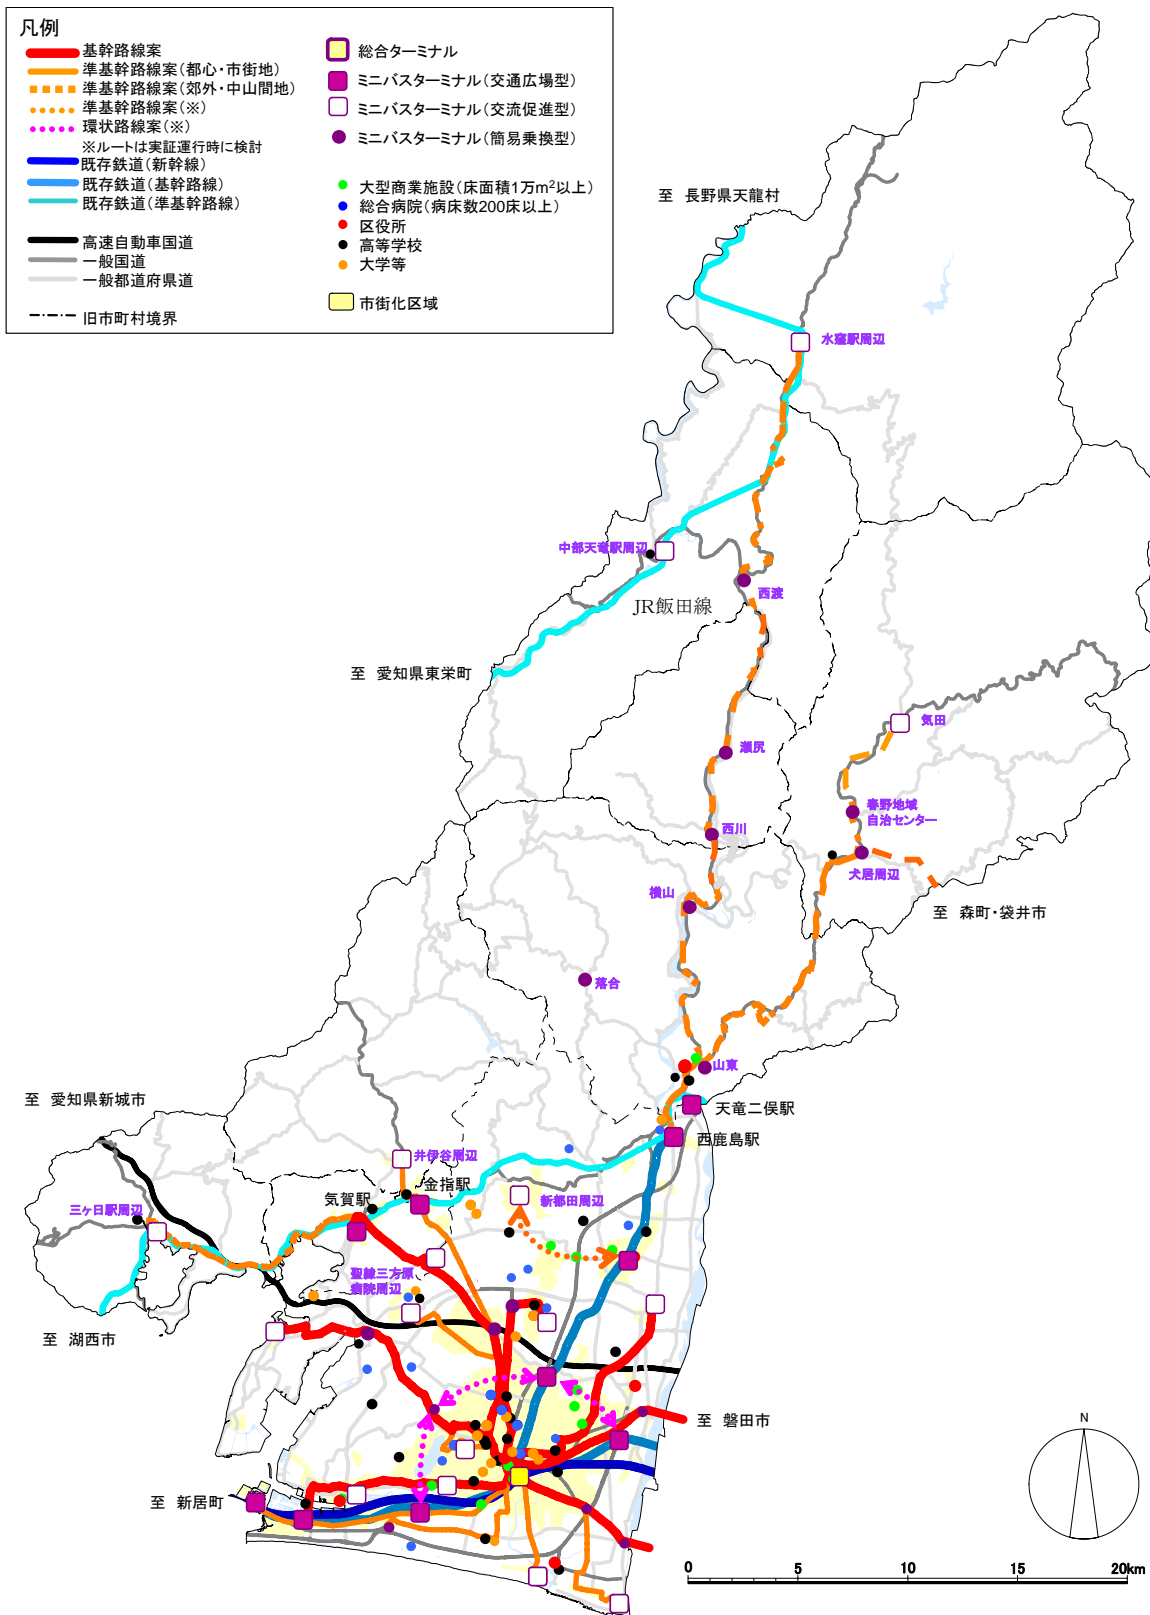 凡例
基幹路線案
準基幹路線案(都心・市街地)
準基幹路線案(郊外・中山間地)
準基幹路線案(※)
環状路線案(※)
※ルートは実証運行時に検討
既存鉄道(新幹線)
既存鉄道(基幹路線)
既存鉄道(準基幹路線)
高速自動車国道
一般国道
一般都道府県道
旧市町村境界
総合ターミナル
ミニバスターミナル(交通広場型)
ミニバスターミナル(交流促進型)
ミニバスターミナル(簡易乗換型)
大型商業施設(床面積1万m²以上)
総合病院(病床数200床以上)
区役所
高等学校
大学等
市街化区域
至 長野県天龍村
水窪駅周辺
中部天竜駅周辺
西渡
JR飯田線
至 愛知県東栄町
気田
瀬尻
春野地域
自治センター
西川
犬居周辺
横山
至 森町・袋井市
落合
山東
至 愛知県新城市
天竜二俣駅
西鹿島駅
井伊谷周辺
金指駅
気賀駅
新都田周辺
三ヶ日駅周辺
聖隷三方原
病院周辺
至 湖西市
至 磐田市
至 新居町
N
0 5 10 15 20km